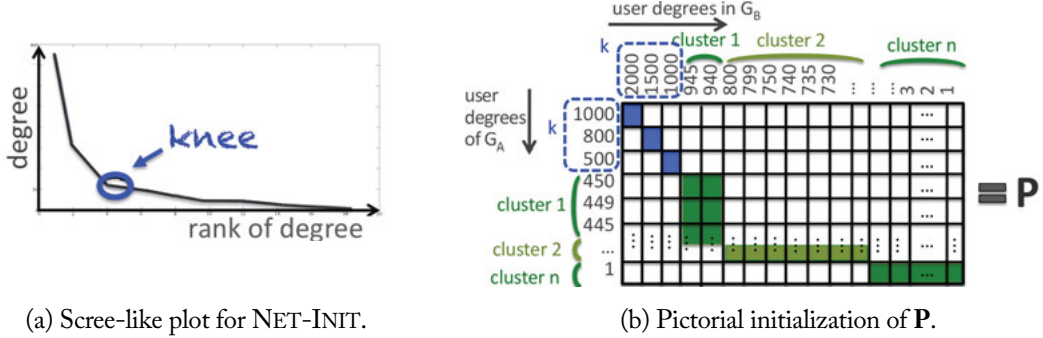 degree
knee
rank of degree
(a) Scree-like plot for NET-INIT.
user degrees in G_B
k
cluster 1
cluster 2
cluster n
2000
1500
1000
945
940
800
799
750
740
735
730
...
...
...
3
2
1
user
degrees
of G_A
k
1000 ...
800 ...
500 ...
cluster 1
450 ...
449 ...
445 ...
cluster 2 ... ...
cluster n 1 ...
= P
(b) Pictorial initialization of P.